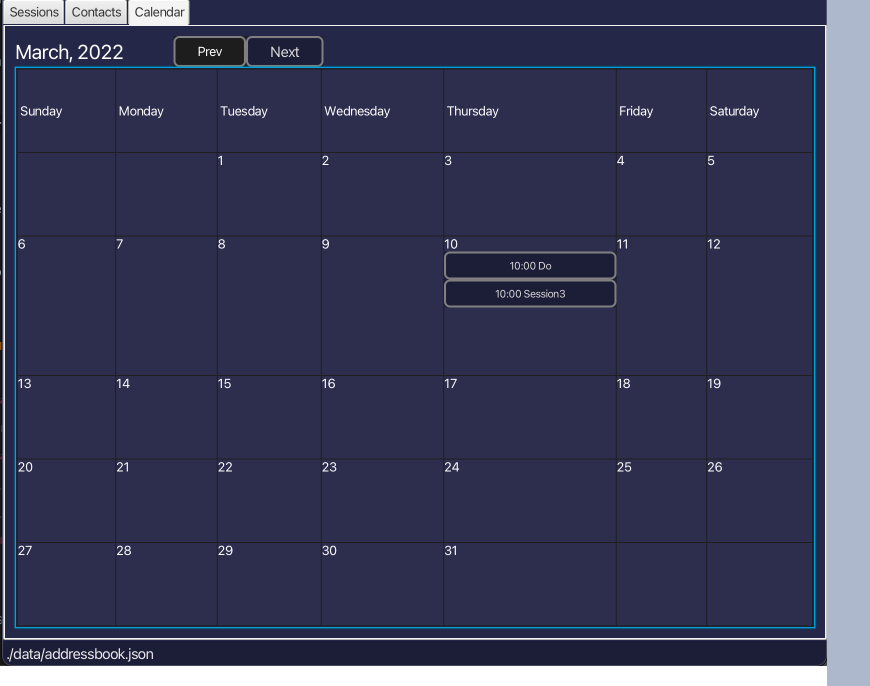 Sessions Contacts Calendar
March, 2022 Prev Next
Sunday Monday Tuesday Wednesday Thursday Friday Saturday
1 2 3 4 5
6 7 8 9 10 11 12
10:00 Do
10:00 Session3
13 14 15 16 17 18 19
20 21 22 23 24 25 26
27 28 29 30 31
./data/addressbook.json